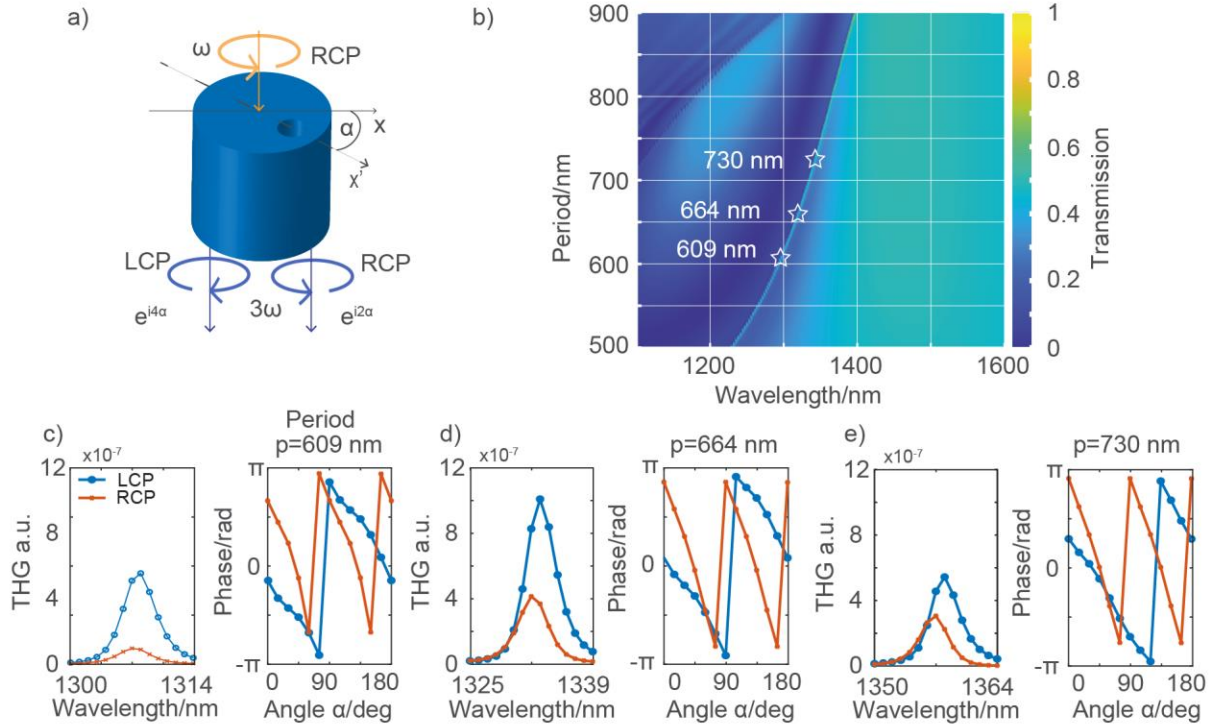 a)
ω
RCP
x
α
χ'
LCP
RCP
3ω
e^i4α
e^i2α
b)
900
800
700
600
500
Period/nm
730 nm
664 nm
609 nm
1200
1400
1600
Wavelength/nm
1
0.8
0.6
0.4
0.2
0
Transmission
c)
x10^-7
12
8
4
0
THG a.u.
LCP
RCP
1300
1314
Wavelength/nm
Period
p=609 nm
π
0
-π
Phase/rad
0
90
180
Angle α/deg
d)
x10^-7
12
8
4
0
THG a.u.
1325
1339
Wavelength/nm
p=664 nm
π
0
-π
Phase/rad
0
90
180
Angle α/deg
e)
x10^-7
12
8
4
0
THG a.u.
1350
1364
Wavelength/nm
p=730 nm
π
0
-π
Phase/rad
0
90
180
Angle α/deg